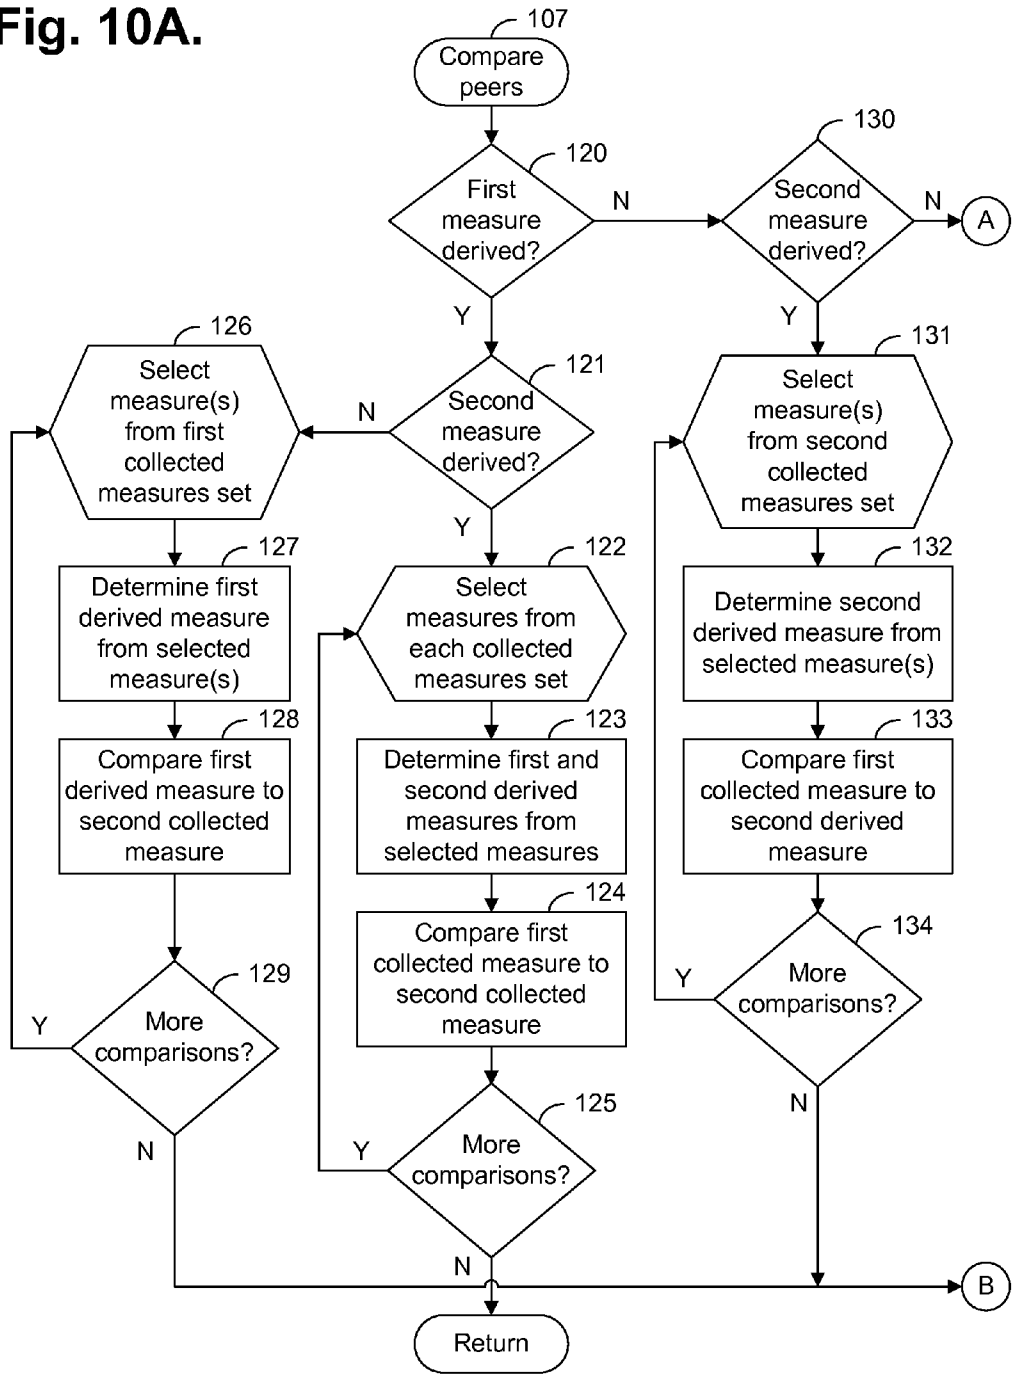 Fig. 10A.
107
Compare
peers
120
First
measure
derived?
N
Y
130
Second
measure
derived?
N
A
Y
126
Select
measure(s)
from first
collected
measures set
121
Second
measure
derived?
N
Y
131
Select
measure(s)
from second
collected
measures set
127
Determine first
derived measure
from selected
measure(s)
122
Select
measures from
each collected
measures set
132
Determine second
derived measure from
selected measure(s)
128
Compare first
derived measure to
second collected
measure
123
Determine first and
second derived
measures from
selected measures
133
Compare first
collected measure to
second derived
measure
124
Compare first
collected measure to
second collected
measure
129
More
comparisons?
Y
N
134
More
comparisons?
Y
N
125
More
comparisons?
Y
N
B
Return